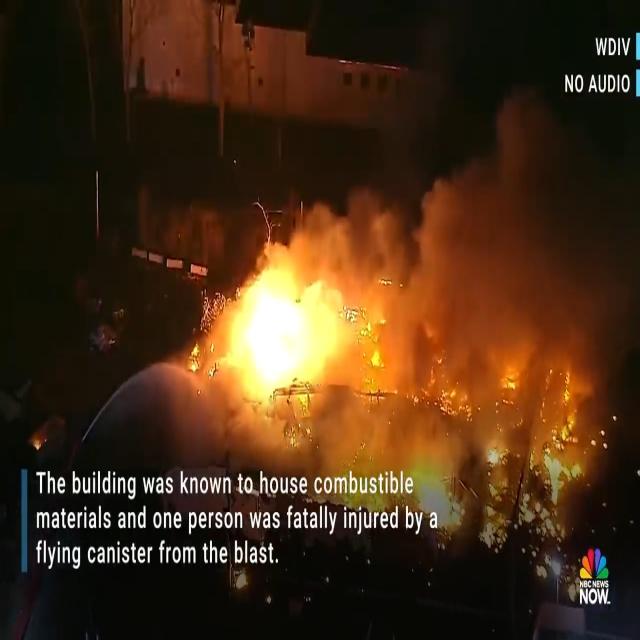 WDIV
NO AUDIO
The building was known to house combustible
materials and one person was fatally injured by a
flying canister from the blast.
NBC NEWS
NOW